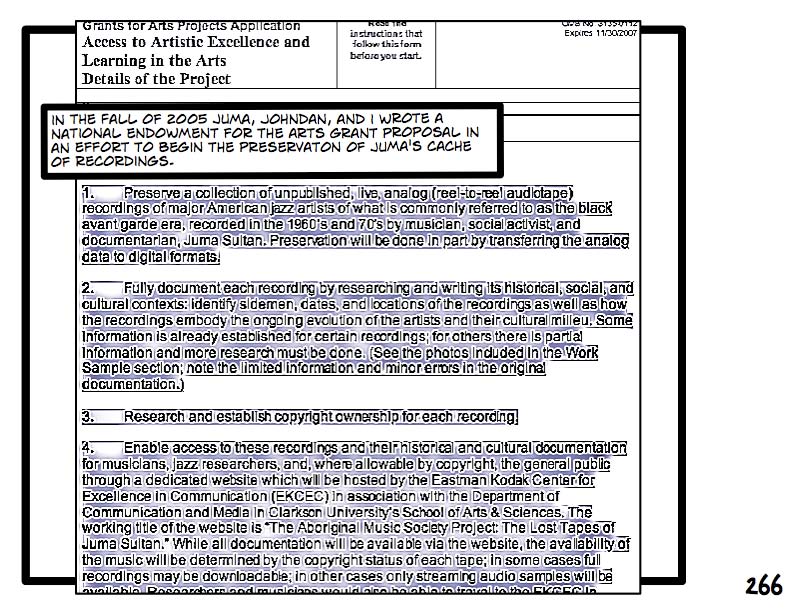 Grants for Arts Projects Application
Access to Artistic Excellence and
Learning in the Arts
Details of the Project
Read the
instructions that
follow this form
before you start.
OMB No 3135-0112
Expires 11/30/2007
IN THE FALL OF 2005 JUMA, JOHNDAN, AND I WROTE A
NATIONAL ENDOWMENT FOR THE ARTS GRANT PROPOSAL IN
AN EFFORT TO BEGIN THE PRESERVATON OF JUMA'S CACHE
OF RECORDINGS.
1. Preserve a collection of unpublished, live, analog (reel-to-reel audiotape)
recordings of major American jazz artists of what is commonly referred to as the black
avant garde era, recorded in the 1960's and 70's by musician, social activist, and
documentarian, Juma Sultan. Preservation will be done in part by transferring the analog
data to digital formats.
2. Fully document each recording by researching and writing its historical, social, and
cultural contexts: identify sidemen, dates, and locations of the recordings as well as how
the recordings embody the ongoing evolution of the artists and their cultural milieu. Some
information is already established for certain recordings; for others there is partial
information and more research must be done. (See the photos included in the Work
Sample section; note the limited information and minor errors in the original
documentation.)
3. Research and establish copyright ownership for each recording.
4. Enable access to these recordings and their historical and cultural documentation
for musicians, jazz researchers, and, where allowable by copyright, the general public
through a dedicated website which will be hosted by the Eastman Kodak Center for
Excellence in Communication (EKCEC) in association with the Department of
Communication and Media in Clarkson University's School of Arts & Sciences. The
working title of the website is "The Aboriginal Music Society Project: The Lost Tapes of
Juma Sultan." While all documentation will be available via the website, the availability of
the music will be determined by the copyright status of each tape; in some cases full
recordings may be downloadable; in other cases only streaming audio samples will be
available. Researchers and musicians would also be able to travel to the EKCEC in
266